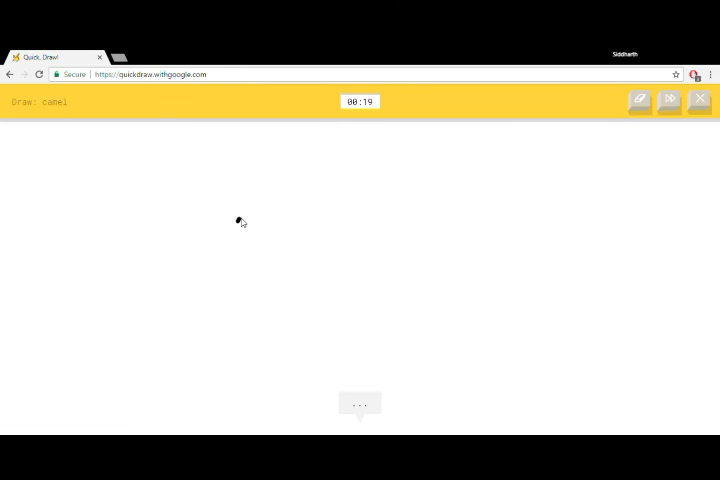 Quick, Draw!
Siddharth
Secure
https://quickdraw.withgoogle.com
Draw: camel
00:19
...